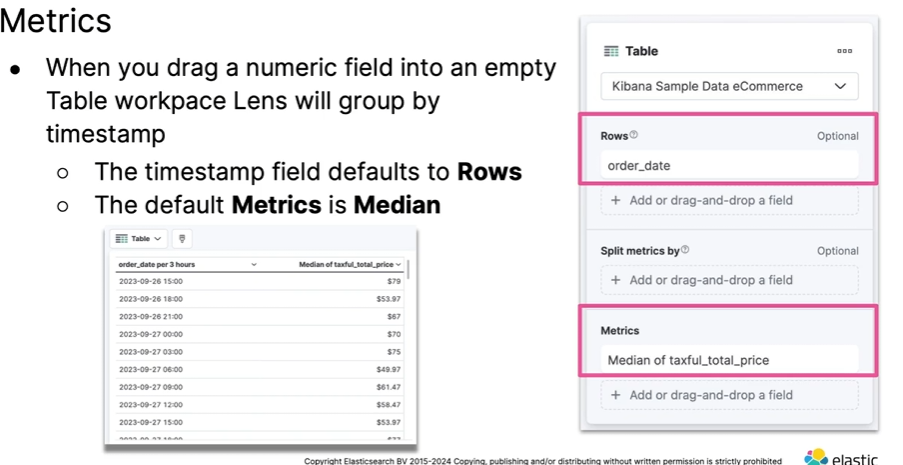 Metrics
When you drag a numeric field into an empty
Table workpace Lens will group by
timestamp
The timestamp field defaults to Rows
The default Metrics is Median
Table
order_date per 3 hours Median of taxful_total_price
2023-09-26 15:00 $79
2023-09-26 18:00 $53.97
2023-09-26 21:00 $67
2023-09-27 00:00 $70
2023-09-27 03:00 $75
2023-09-27 06:00 $49.97
2023-09-27 09:00 $61.47
2023-09-27 12:00 $58.47
2023-09-27 15:00 $53.97
Table
Kibana Sample Data eCommerce
Rows Optional
order_date
+ Add or drag-and-drop a field
Split metrics by Optional
+ Add or drag-and-drop a field
Metrics
Median of taxful_total_price
+ Add or drag-and-drop a field
Copyright Elasticsearch BV 2015-2024 Copying, publishing and/or distributing without written permission is strictly prohibited
elastic